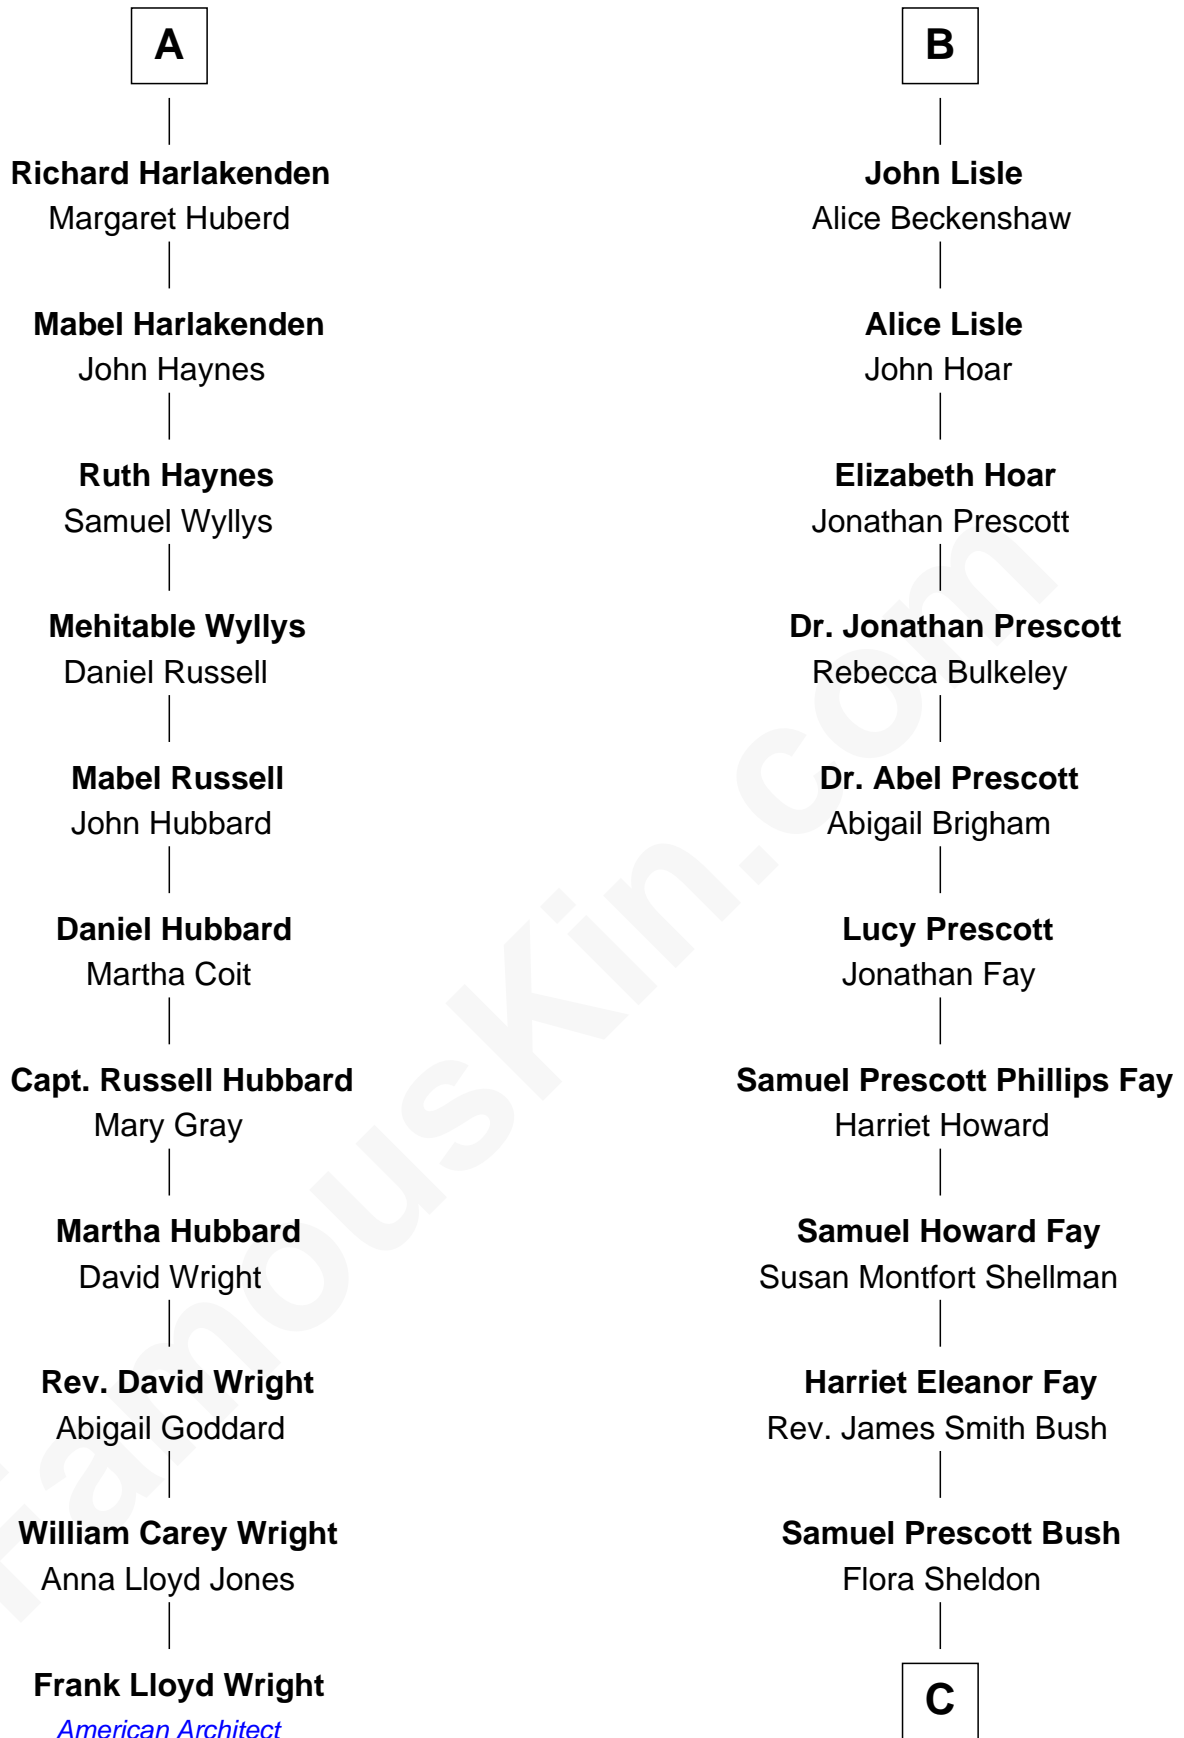 A
Richard Harlakenden
Margaret Huberd
Mabel Harlakenden
John Haynes
Ruth Haynes
Samuel Wyllys
Mehitable Wyllys
Daniel Russell
Mabel Russell
John Hubbard
Daniel Hubbard
Martha Coit
Capt. Russell Hubbard
Mary Gray
Martha Hubbard
David Wright
Rev. David Wright
Abigail Goddard
William Carey Wright
Anna Lloyd Jones
Frank Lloyd Wright
American Architect
B
John Lisle
Alice Beckenshaw
Alice Lisle
John Hoar
Elizabeth Hoar
Jonathan Prescott
Dr. Jonathan Prescott
Rebecca Bulkeley
Dr. Abel Prescott
Abigail Brigham
Lucy Prescott
Jonathan Fay
Samuel Prescott Phillips Fay
Harriet Howard
Samuel Howard Fay
Susan Montfort Shellman
Harriet Eleanor Fay
Rev. James Smith Bush
Samuel Prescott Bush
Flora Sheldon
C
FamousKin.com